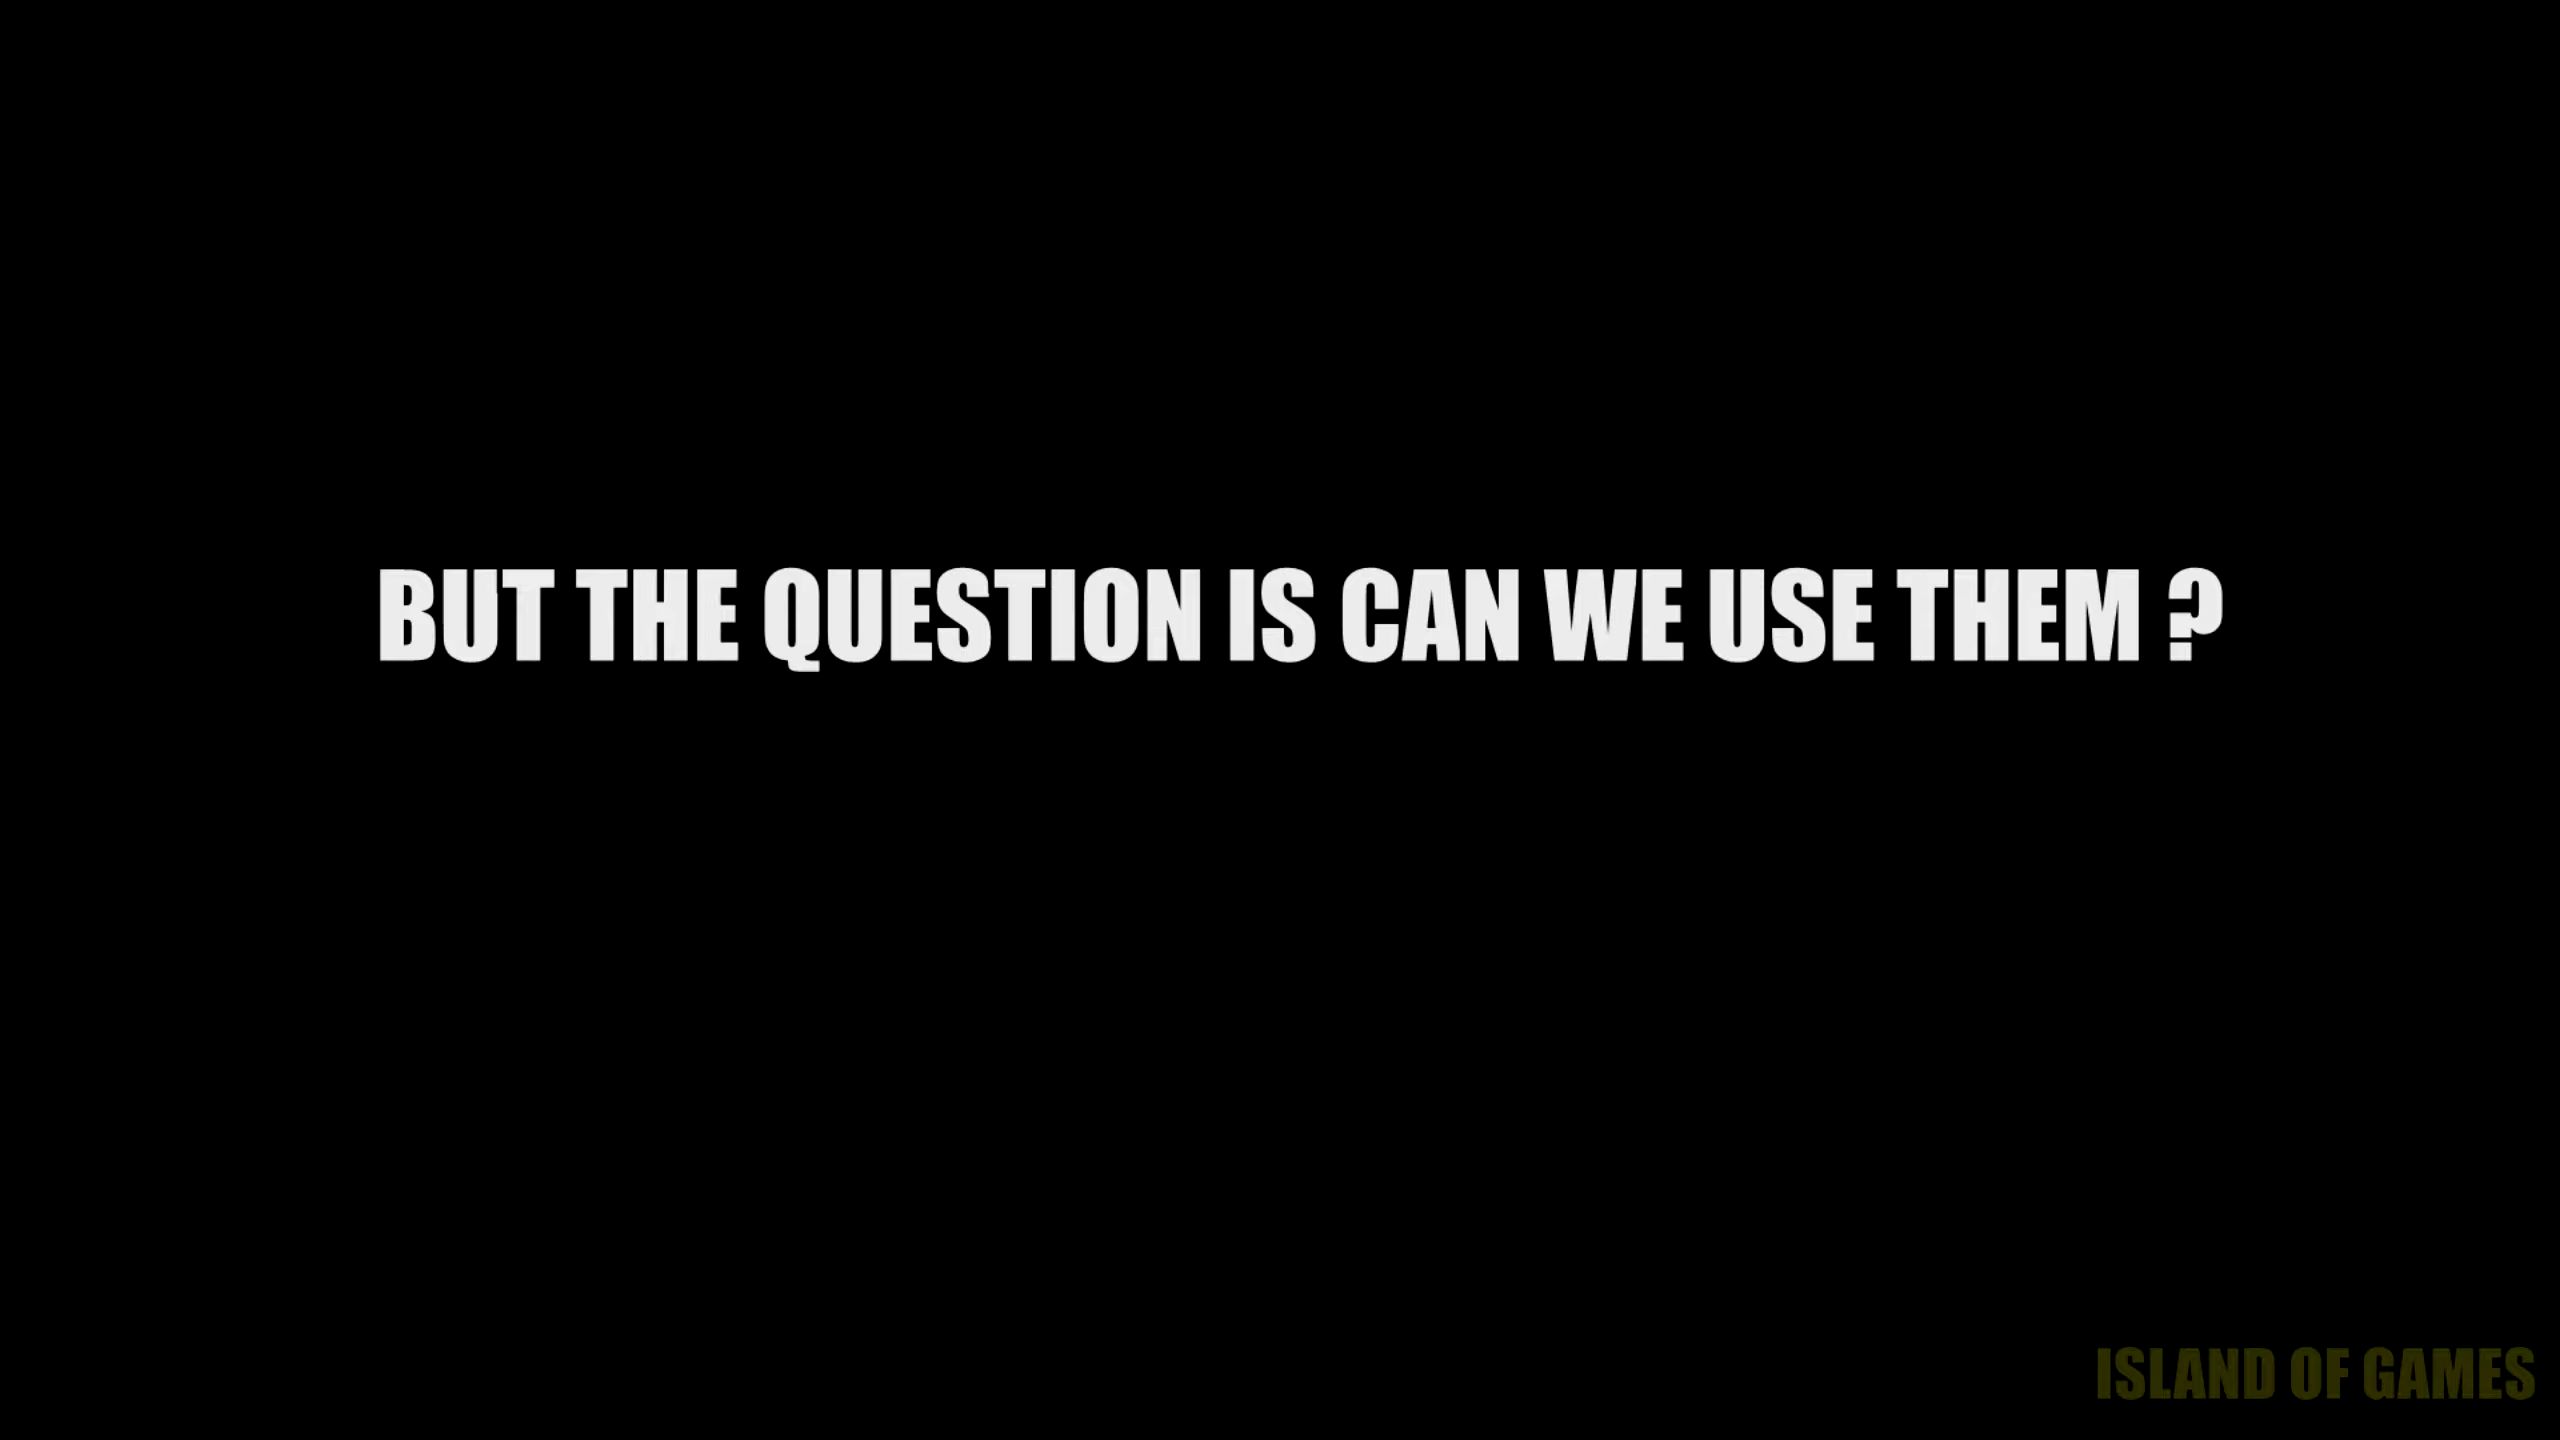 BUT THE QUESTION IS CAN WE USE THEM ?
ISLAND OF GAMES